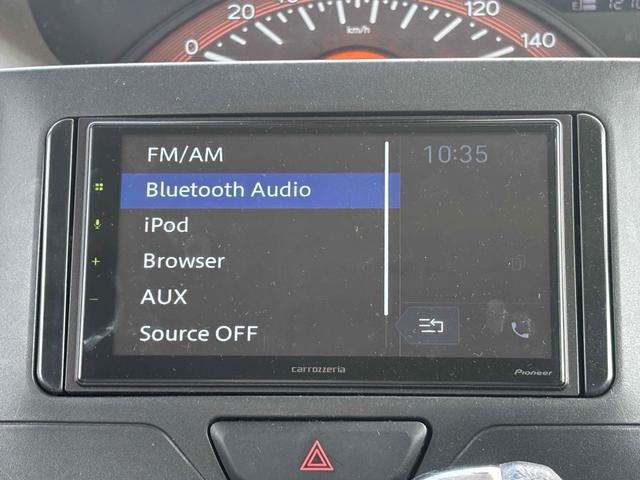 0 20 120 140
km/h
E
FM/AM
10:35
Bluetooth Audio
iPod
Browser
AUX
Source OFF
carrozzeria
Pioneer